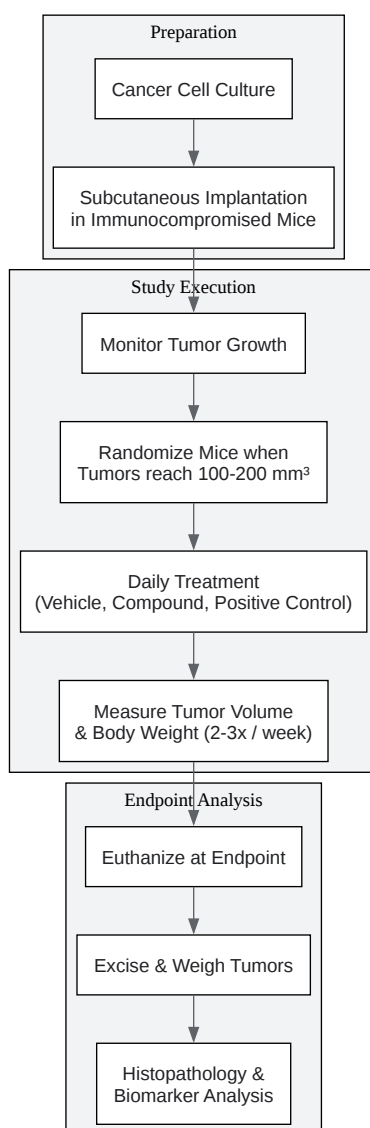 Preparation
Cancer Cell Culture
Subcutaneous Implantation
in Immunocompromised Mice
Study Execution
Monitor Tumor Growth
Randomize Mice when
Tumors reach 100-200 mm³
Daily Treatment
(Vehicle, Compound, Positive Control)
Measure Tumor Volume
& Body Weight (2-3x / week)
Endpoint Analysis
Euthanize at Endpoint
Excise & Weigh Tumors
Histopathology &
Biomarker Analysis